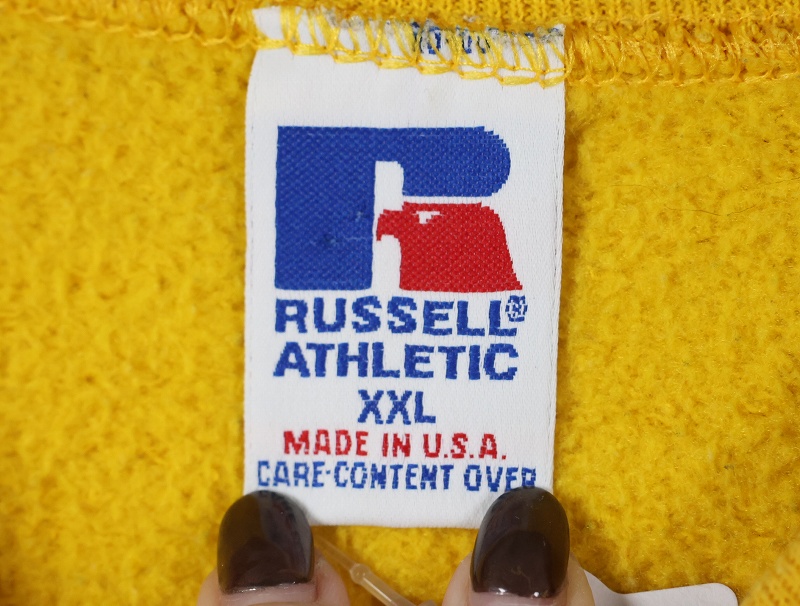 RUSSELL®
ATHLETIC
XXL
MADE IN U.S.A.
CARE-CONTENT OVER